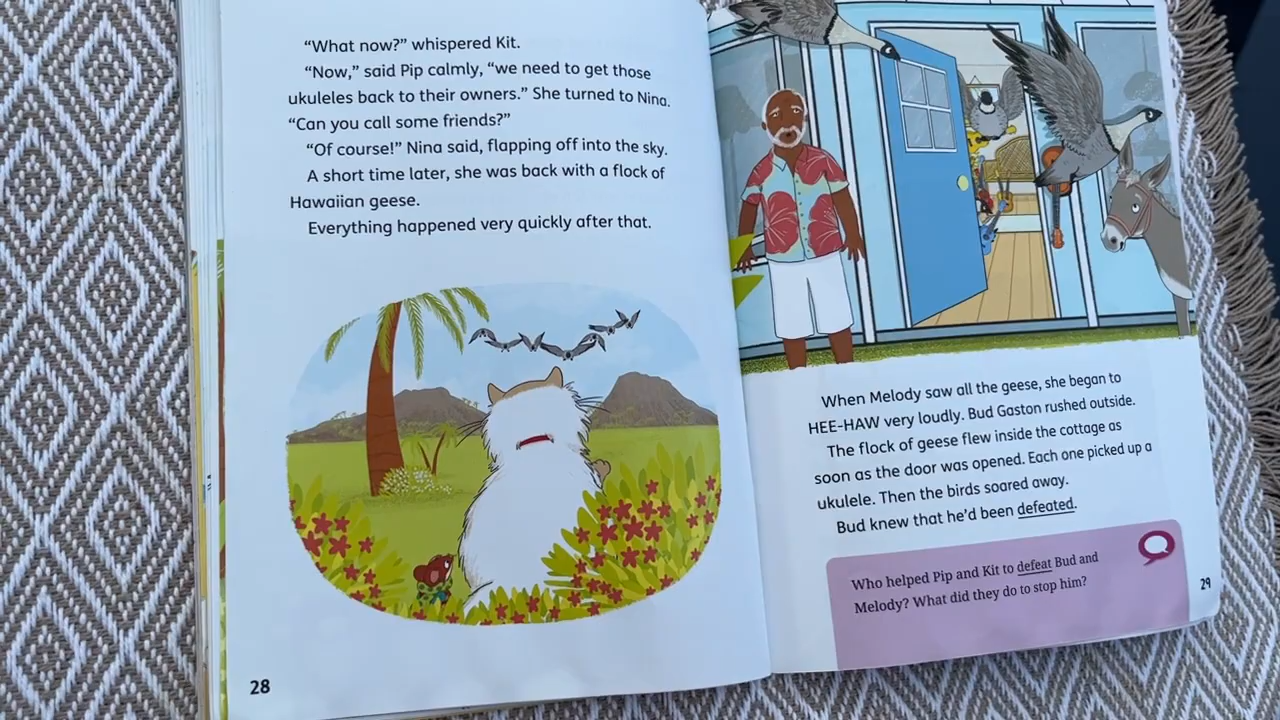 “What now?” whispered Kit.
“Now,” said Pip calmly, “we need to get those
ukuleles back to their owners.” She turned to Nina.
“Can you call some friends?”
“Of course!” Nina said, flapping off into the sky.
A short time later, she was back with a flock of
Hawaiian geese.
Everything happened very quickly after that.
28
When Melody saw all the geese, she began to
HEE-HAW very loudly. Bud Gaston rushed outside.
The flock of geese flew inside the cottage as
soon as the door was opened. Each one picked up a
ukulele. Then the birds soared away.
Bud knew that he’d been defeated.
Who helped Pip and Kit to defeat Bud and
Melody? What did they do to stop him?
29